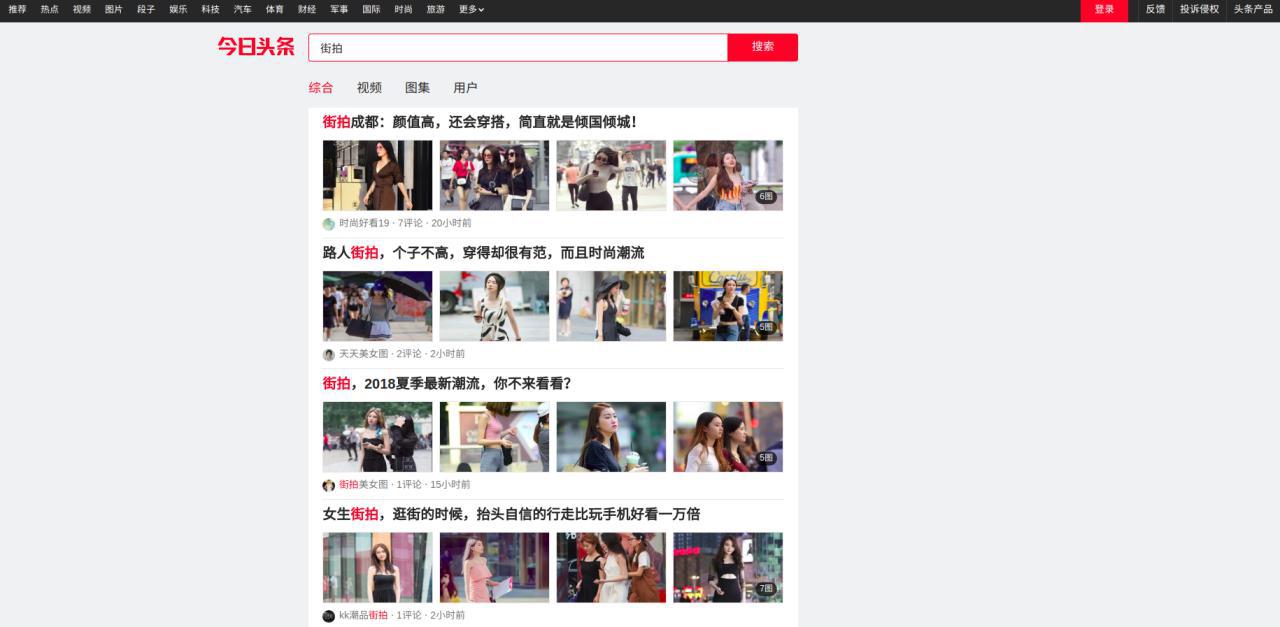 推荐 热点 视频 图片 段子 娱乐 科技 汽车 体育 财经 军事 国际 时尚 旅游 更多 登录 反馈 投诉侵权 头条产品
今日头条 街拍 搜索
综合 视频 图集 用户
街拍成都：颜值高，还会穿搭，简直就是倾国倾城！
6图
时尚好看19 · 7评论 · 20小时前
路人街拍，个子不高，穿得却很有范，而且时尚潮流
5图
天天美女图 · 2评论 · 2小时前
街拍，2018夏季最新潮流，你不来看看？
5图
街拍美女图 · 1评论 · 15小时前
女生街拍，逛街的时候，抬头自信的行走比玩手机好看一万倍
7图
kk潮品街拍 · 1评论 · 2小时前